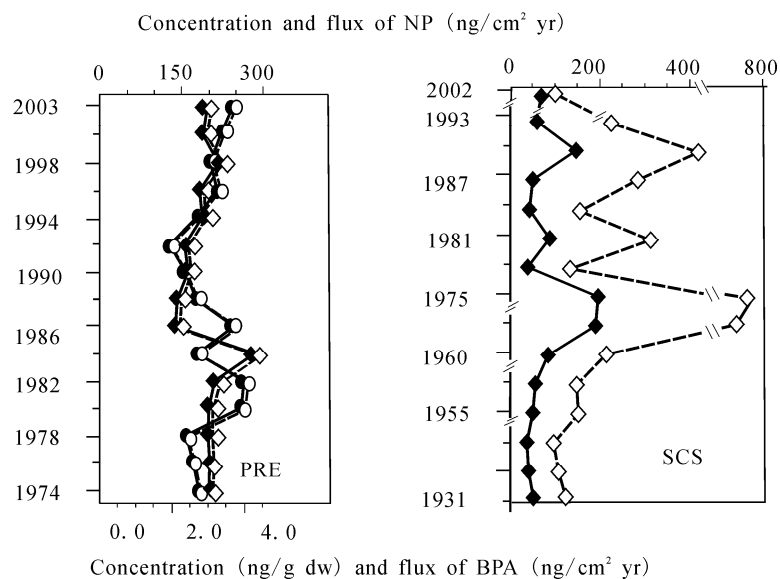 Concentration and flux of NP (ng/cm² yr)
0 150 300
0 200 400 800
2003
1998
1994
1990
1986
1982
1978
1974
PRE
2002
1993
1987
1981
1975
1960
1955
1931
SCS
0.0 2.0 4.0
Concentration (ng/g dw) and flux of BPA (ng/cm² yr)